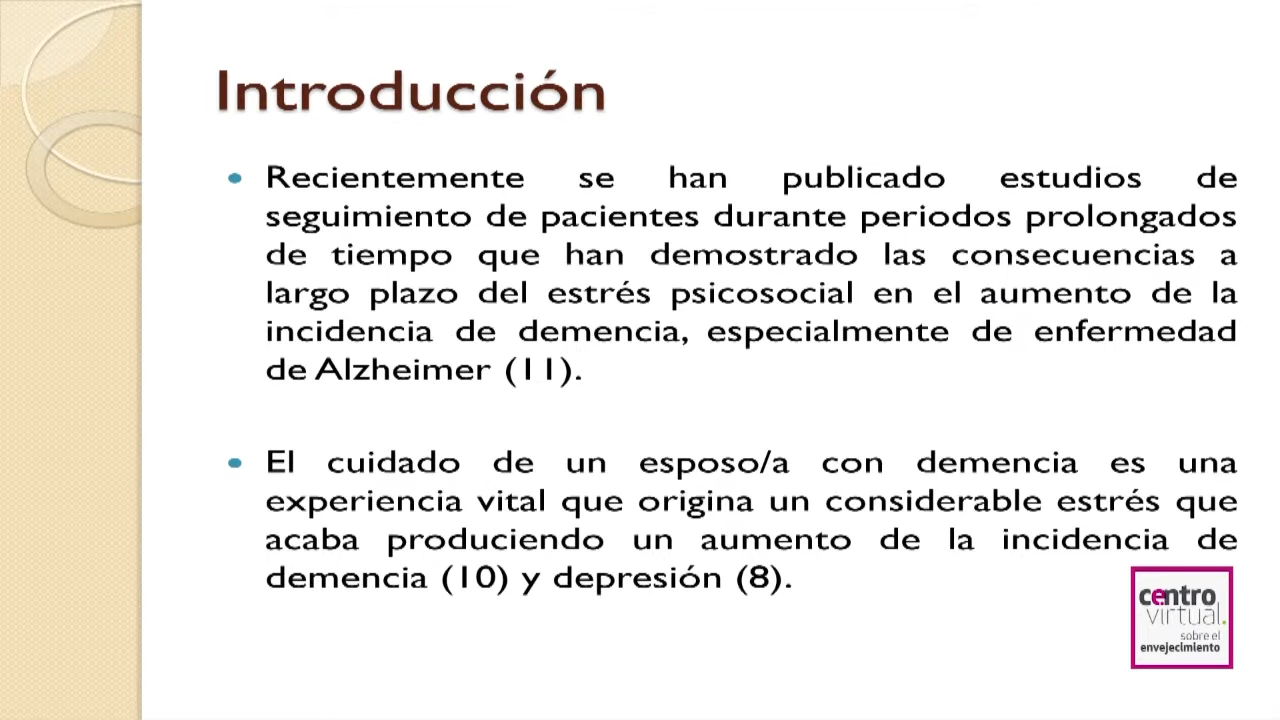 Introducción
• Recientemente se han publicado estudios de
seguimiento de pacientes durante periodos prolongados
de tiempo que han demostrado las consecuencias a
largo plazo del estrés psicosocial en el aumento de la
incidencia de demencia, especialmente de enfermedad
de Alzheimer (11).
• El cuidado de un esposo/a con demencia es una
experiencia vital que origina un considerable estrés que
acaba produciendo un aumento de la incidencia de
demencia (10) y depresión (8).
centro
virtual.
sobre el
envejecimiento